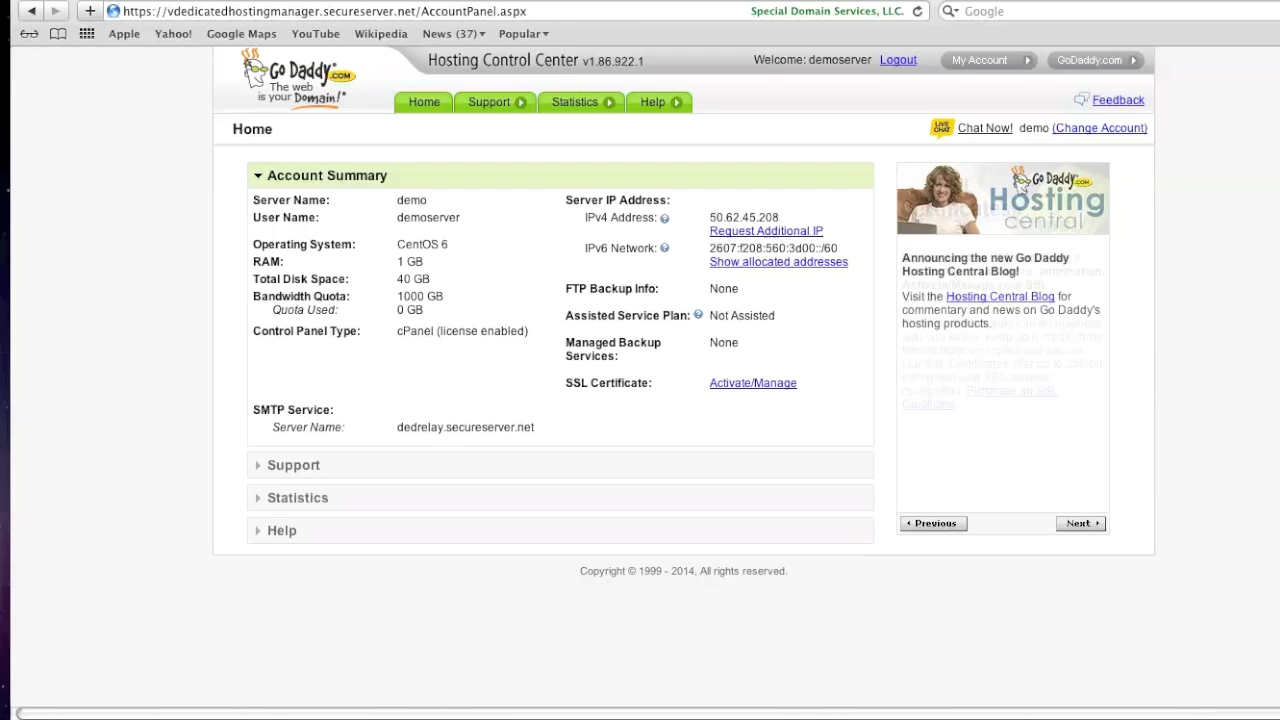 https://vdedicatedhostingmanager.secureserver.net/AccountPanel.aspx
Special Domain Services, LLC.
Google
Apple
Yahoo!
Google Maps
YouTube
Wikipedia
News (37)
Popular
Go Daddy.COM
The web
is your Domain!®
Hosting Control Center v1.86.922.1
Welcome: demoserver Logout
My Account
GoDaddy.com
Home
Support
Statistics
Help
Feedback
Home
LIVE
CHAT
Chat Now! demo (Change Account)
Account Summary
Server Name: demo
User Name: demoserver
Operating System: CentOS 6
RAM: 1 GB
Total Disk Space: 40 GB
Bandwidth Quota: 1000 GB
Quota Used: 0 GB
Control Panel Type: cPanel (license enabled)
SMTP Service:
Server Name: dedrelay.secureserver.net
Server IP Address:
IPv4 Address: 50.62.45.208
Request Additional IP
IPv6 Network: 2607:f208:560:3d00::/60
Show allocated addresses
FTP Backup Info: None
Assisted Service Plan: Not Assisted
Managed Backup
Services: None
SSL Certificate: Activate/Manage
Support
Statistics
Help
Go Daddy.COM
Hosting
central
Announcing the new Go Daddy
Hosting Central Blog!
Visit the Hosting Central Blog for
commentary and news on Go Daddy's
hosting products.
Purchase an SSL
Certificate
Previous
Next
Copyright © 1999 - 2014, All rights reserved.